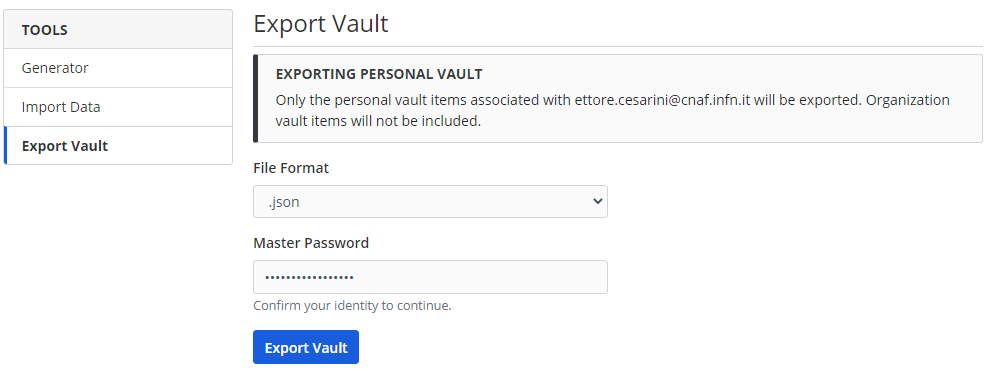 TOOLS
Generator
Import Data
Export Vault
Export Vault
EXPORTING PERSONAL VAULT
Only the personal vault items associated with ettore.cesarini@cnaf.infn.it will be exported. Organization
vault items will not be included.
File Format
.json
Master Password
•••••••••••••••••
Confirm your identity to continue.
Export Vault